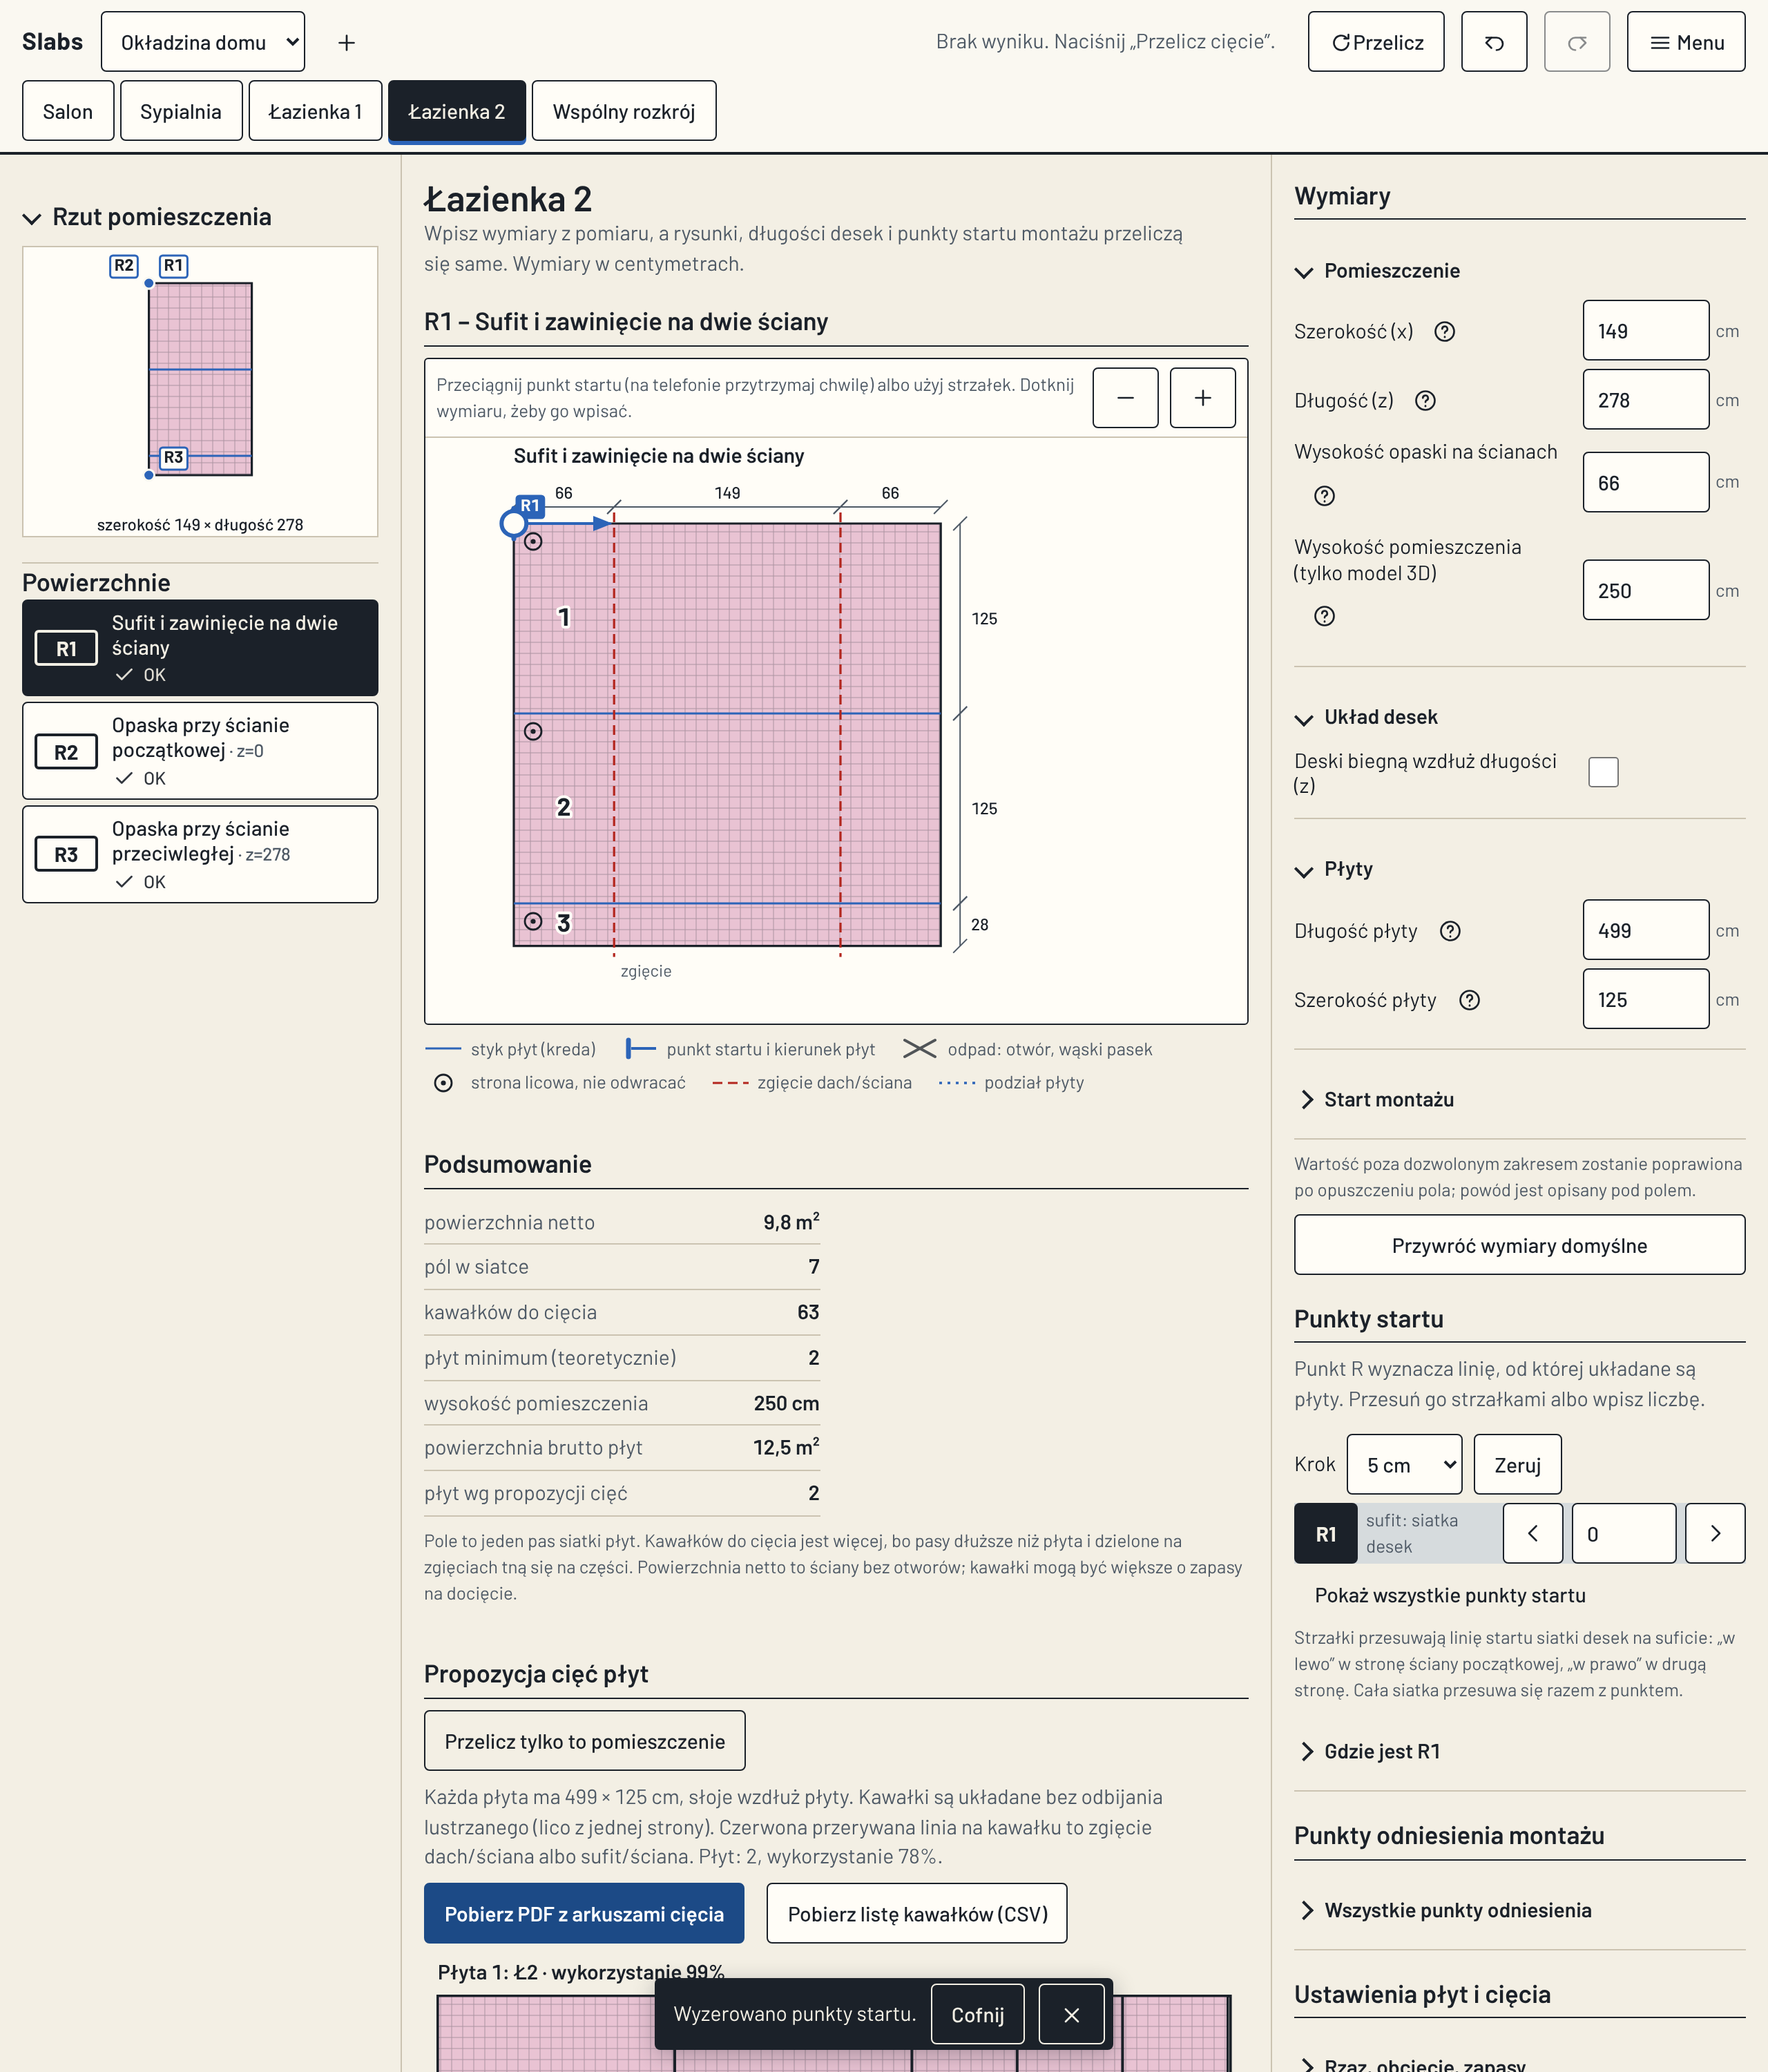 Slabs
Okładzina domu
+
Brak wyniku. Naciśnij „Przelicz cięcie”.
Przelicz
Menu
Salon
Sypialnia
Łazienka 1
Łazienka 2
Wspólny rozkrój
Rzut pomieszczenia
R2
R1
R3
szerokość 149 × długość 278
Powierzchnie
R1
Sufit i zawinięcie na dwie
ściany
OK
R2
Opaska przy ścianie
początkowej · z=0
OK
R3
Opaska przy ścianie
przeciwległej · z=278
OK
Łazienka 2
Wpisz wymiary z pomiaru, a rysunki, długości desek i punkty startu montażu przeliczą
się same. Wymiary w centymetrach.
R1 – Sufit i zawinięcie na dwie ściany
Przeciągnij punkt startu (na telefonie przytrzymaj chwilę) albo użyj strzałek. Dotknij
wymiaru, żeby go wpisać.
−
+
Sufit i zawinięcie na dwie ściany
66
149
66
R1
1
125
2
125
3
28
zgięcie
styk płyt (kreda)
punkt startu i kierunek płyt
odpad: otwór, wąski pasek
strona licowa, nie odwracać
zgięcie dach/ściana
podział płyty
Podsumowanie
powierzchnia netto
9,8 m²
pól w siatce
7
kawałków do cięcia
63
płyt minimum (teoretycznie)
2
wysokość pomieszczenia
250 cm
powierzchnia brutto płyt
12,5 m²
płyt wg propozycji cięć
2
Pole to jeden pas siatki płyt. Kawałków do cięcia jest więcej, bo pasy dłuższe niż płyta i dzielone na
zgięciach tną się na części. Powierzchnia netto to ściany bez otworów; kawałki mogą być większe o zapasy
na docięcie.
Propozycja cięć płyt
Przelicz tylko to pomieszczenie
Każda płyta ma 499 × 125 cm, słoje wzdłuż płyty. Kawałki są układane bez odbijania
lustrzanego (lico z jednej strony). Czerwona przerywana linia na kawałku to zgięcie
dach/ściana albo sufit/ściana. Płyt: 2, wykorzystanie 78%.
Pobierz PDF z arkuszami cięcia
Pobierz listę kawałków (CSV)
Płyta 1: Ł2 · wykorzystanie 99%
Wyzerowano punkty startu.
Cofnij
Wymiary
Pomieszczenie
Szerokość (x)
?
149
cm
Długość (z)
?
278
cm
Wysokość opaski na ścianach
?
66
cm
Wysokość pomieszczenia
(tylko model 3D)
?
250
cm
Układ desek
Deski biegną wzdłuż długości
(z)
Płyty
Długość płyty
?
499
cm
Szerokość płyty
?
125
cm
Start montażu
Wartość poza dozwolonym zakresem zostanie poprawiona
po opuszczeniu pola; powód jest opisany pod polem.
Przywróć wymiary domyślne
Punkty startu
Punkt R wyznacza linię, od której układane są
płyty. Przesuń go strzałkami albo wpisz liczbę.
Krok
5 cm
Zeruj
R1
sufit: siatka
desek
0
Pokaż wszystkie punkty startu
Strzałki przesuwają linię startu siatki desek na suficie: „w
lewo” w stronę ściany początkowej, „w prawo” w drugą
stronę. Cała siatka przesuwa się razem z punktem.
Gdzie jest R1
Punkty odniesienia montażu
Wszystkie punkty odniesienia
Ustawienia płyt i cięcia
Rzaz, obcięcie, zapasy